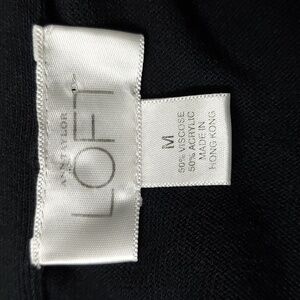 ANN TAYLOR
LOFT
M
50% VISCOSE
50% ACRYLIC
MADE IN
HONG KONG